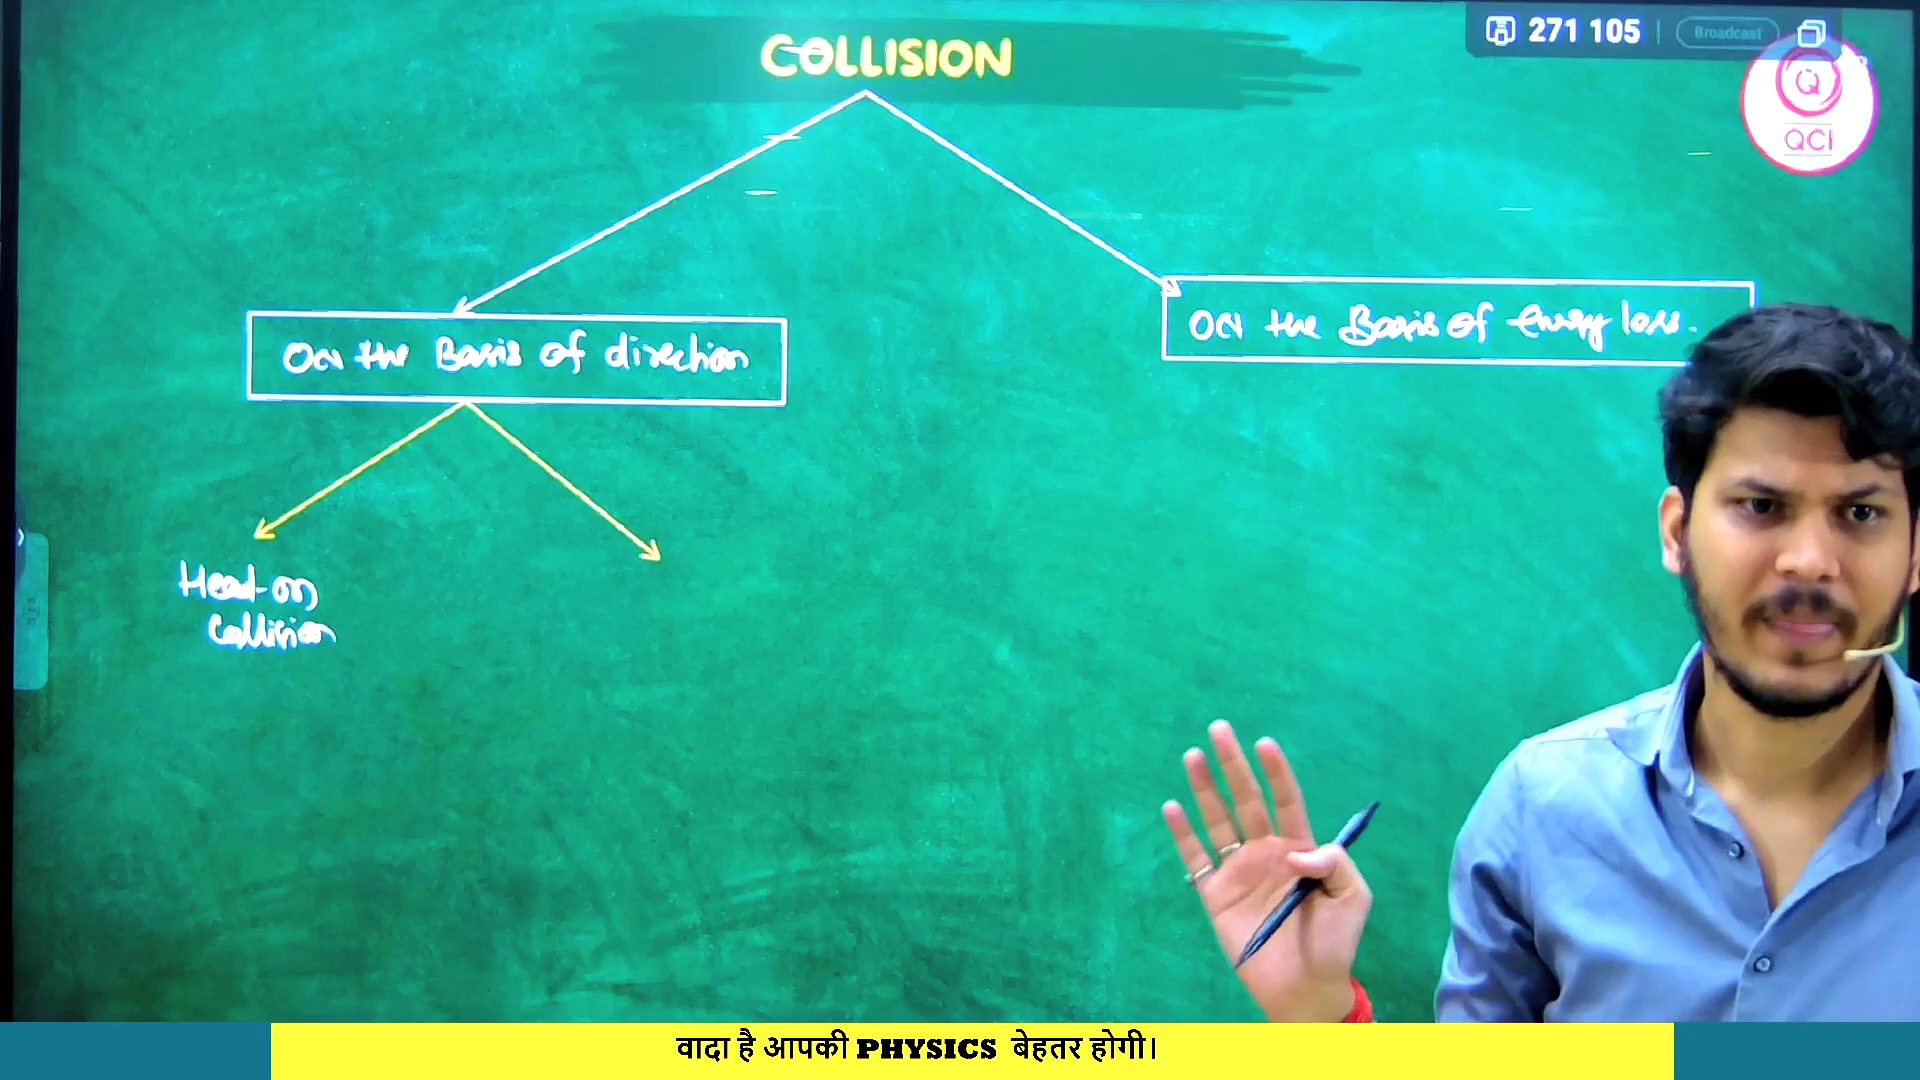 COLLISION
271 105
Broadcast
Q
QCI
On the Basis of direction
On the Basis of Energy loss.
Head-on
Collision
वादा है आपकी PHYSICS बेहतर होगी।